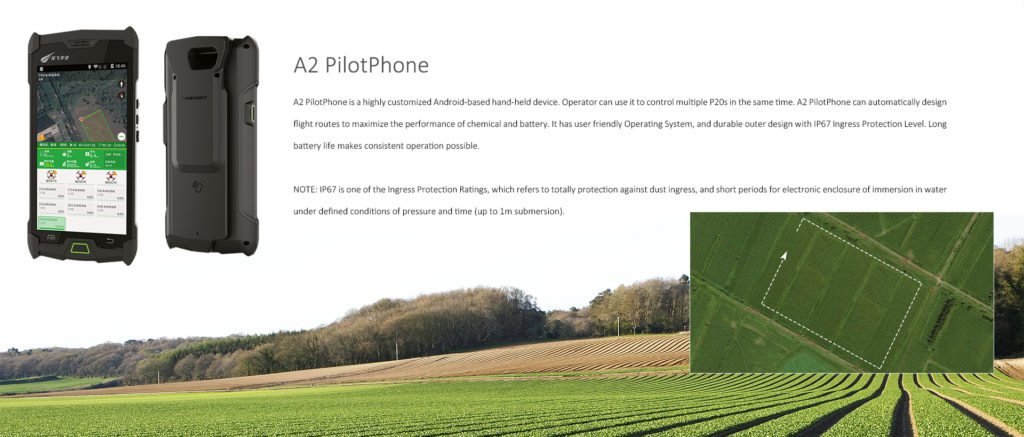 A2 PilotPhone
A2 PilotPhone is a highly customized Android-based hand-held device. Operator can use it to control multiple P20s in the same time. A2 PilotPhone can automatically design
flight routes to maximize the performance of chemical and battery. It has user friendly Operating System, and durable outer design with IP67 Ingress Protection Level. Long
battery life makes consistent operation possible.
NOTE: IP67 is one of the Ingress Protection Ratings, which refers to totally protection against dust ingress, and short periods for electronic enclosure of immersion in water
under defined conditions of pressure and time (up to 1m submersion).